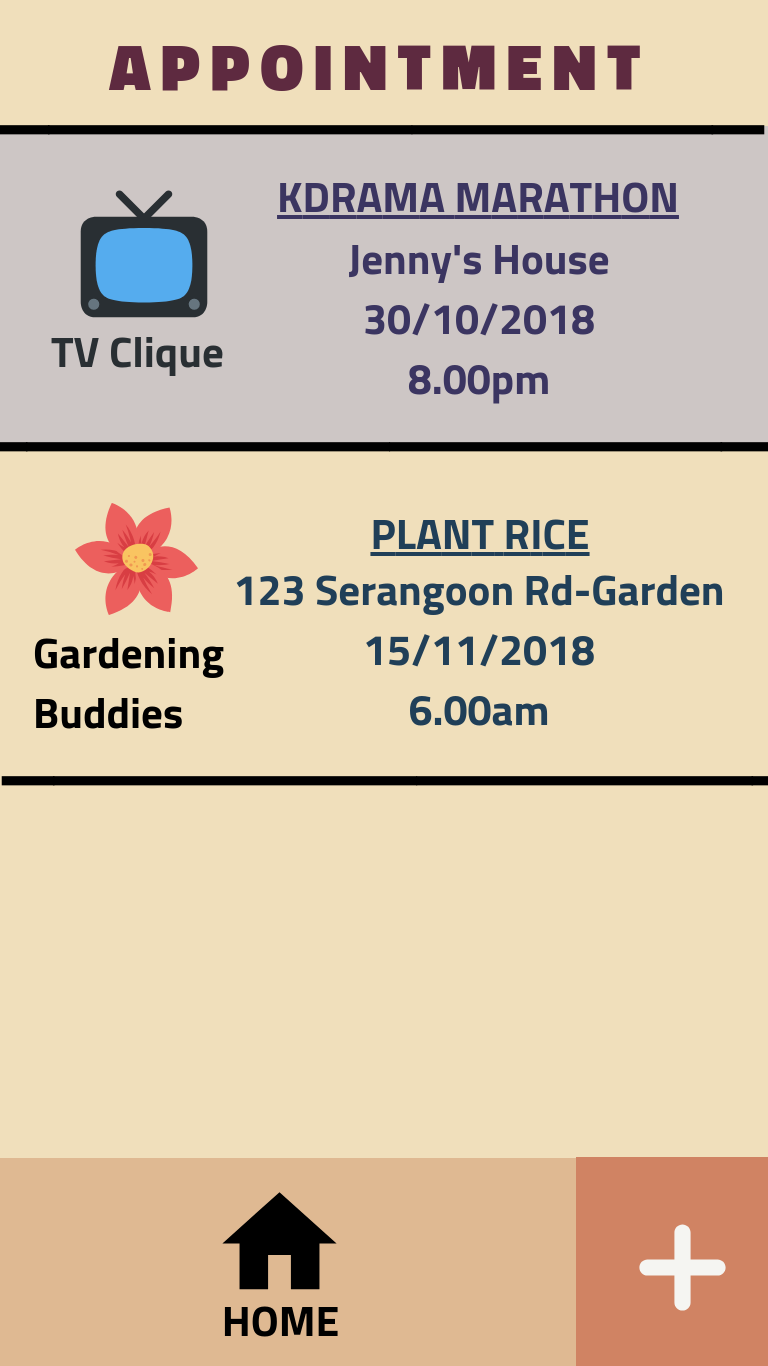 APPOINTMENT
KDRAMA MARATHON
Jenny's House
30/10/2018
8.00pm
TV Clique
PLANT RICE
123 Serangoon Rd-Garden
15/11/2018
6.00am
Gardening
Buddies
HOME